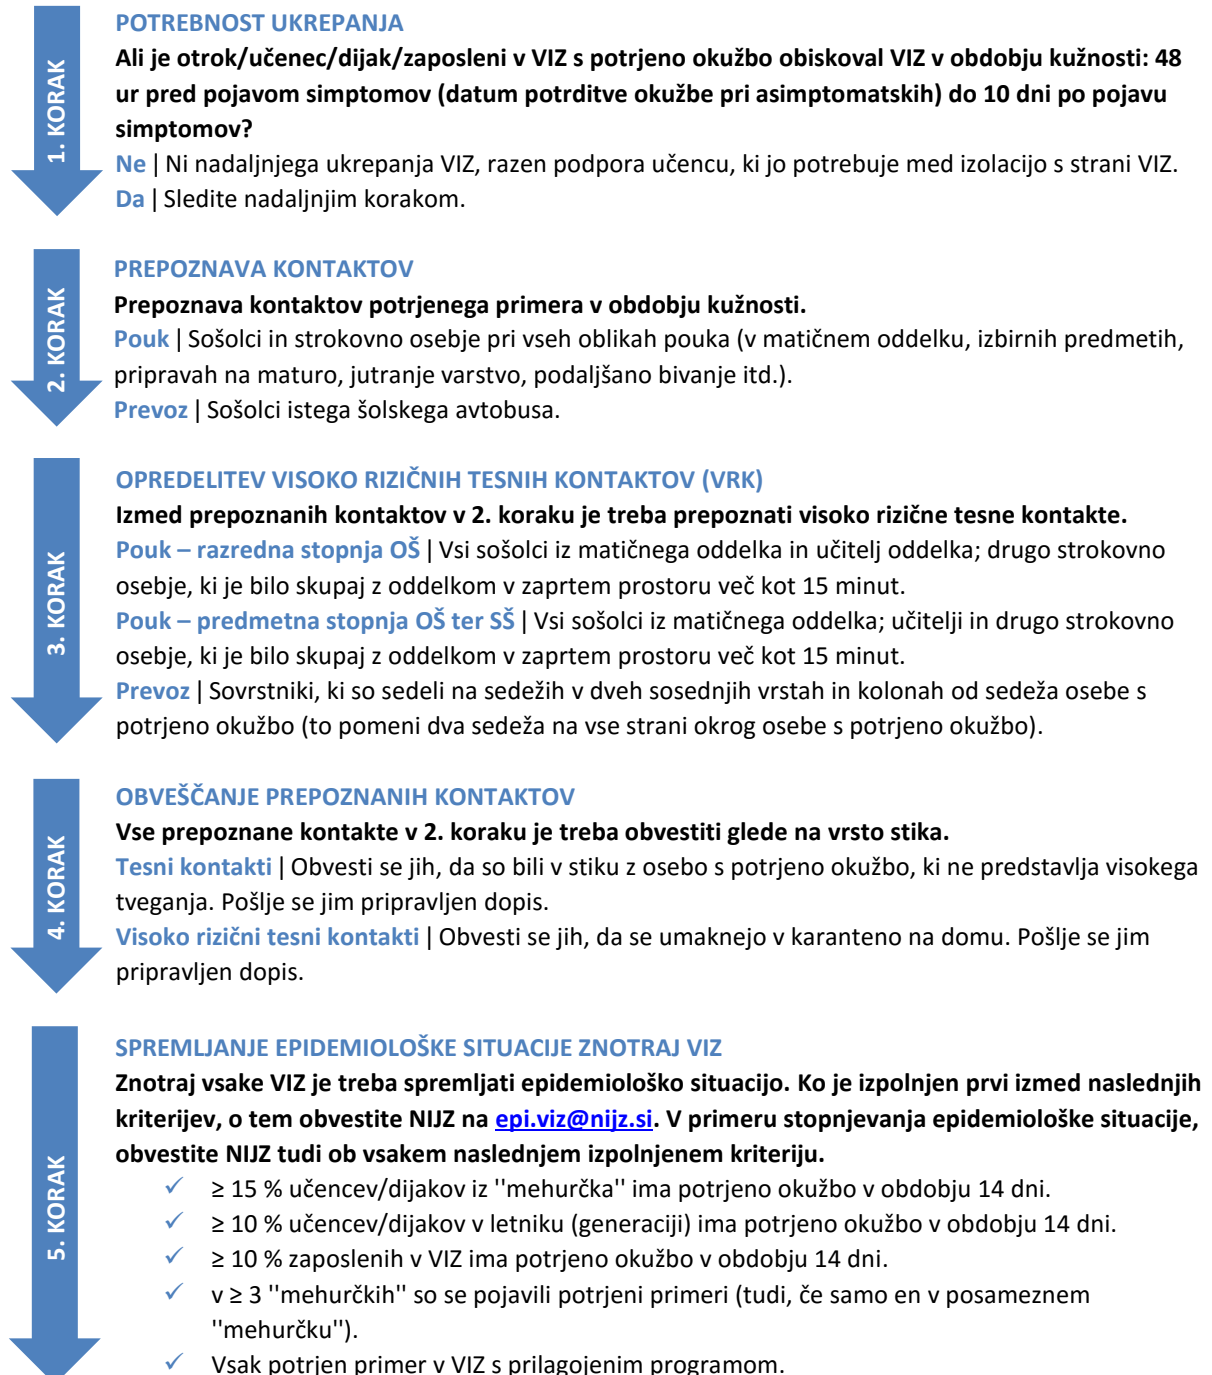 1. KORAK
POTREBNOST UKREPANJA
Ali je otrok/učenec/dijak/zaposleni v VIZ s potrjeno okužbo obiskoval VIZ v obdobju kužnosti: 48
ur pred pojavom simptomov (datum potrditve okužbe pri asimptomatskih) do 10 dni po pojavu
simptomov?
Ne | Ni nadaljnjega ukrepanja VIZ, razen podpora učencu, ki jo potrebuje med izolacijo s strani VIZ.
Da | Sledite nadaljnjim korakom.
2. KORAK
PREPOZNAVA KONTAKTOV
Prepoznava kontaktov potrjenega primera v obdobju kužnosti.
Pouk | Sošolci in strokovno osebje pri vseh oblikah pouka (v matičnem oddelku, izbirnih predmetih,
pripravah na maturo, jutranje varstvo, podaljšano bivanje itd.).
Prevoz | Sošolci istega šolskega avtobusa.
3. KORAK
OPREDELITEV VISOKO RIZIČNIH TESNIH KONTAKTOV (VRK)
Izmed prepoznanih kontaktov v 2. koraku je treba prepoznati visoko rizične tesne kontakte.
Pouk – razredna stopnja OŠ | Vsi sošolci iz matičnega oddelka in učitelj oddelka; drugo strokovno
osebje, ki je bilo skupaj z oddelkom v zaprtem prostoru več kot 15 minut.
Pouk – predmetna stopnja OŠ ter SŠ | Vsi sošolci iz matičnega oddelka; učitelji in drugo strokovno
osebje, ki je bilo skupaj z oddelkom v zaprtem prostoru več kot 15 minut.
Prevoz | Sovrstniki, ki so sedeli na sedežih v dveh sosednjih vrstah in kolonah od sedeža osebe s
potrjeno okužbo (to pomeni dva sedeža na vse strani okrog osebe s potrjeno okužbo).
4. KORAK
OBVEŠČANJE PREPOZNANIH KONTAKTOV
Vse prepoznane kontakte v 2. koraku je treba obvestiti glede na vrsto stika.
Tesni kontakti | Obvesti se jih, da so bili v stiku z osebo s potrjeno okužbo, ki ne predstavlja visokega
tveganja. Pošlje se jim pripravljen dopis.
Visoko rizični tesni kontakti | Obvesti se jih, da se umaknejo v karanteno na domu. Pošlje se jim
pripravljen dopis.
5. KORAK
SPREMLJANJE EPIDEMIOLOŠKE SITUACIJE ZNOTRAJ VIZ
Znotraj vsake VIZ je treba spremljati epidemiološko situacijo. Ko je izpolnjen prvi izmed naslednjih
kriterijev, o tem obvestite NIJZ na epi.viz@nijz.si. V primeru stopnjevanja epidemiološke situacije,
obvestite NIJZ tudi ob vsakem naslednjem izpolnjenem kriteriju.
✓ ≥ 15 % učencev/dijakov iz ''mehurčka'' ima potrjeno okužbo v obdobju 14 dni.
✓ ≥ 10 % učencev/dijakov v letniku (generaciji) ima potrjeno okužbo v obdobju 14 dni.
✓ ≥ 10 % zaposlenih v VIZ ima potrjeno okužbo v obdobju 14 dni.
✓ v ≥ 3 ''mehurčkih'' so se pojavili potrjeni primeri (tudi, če samo en v posameznem
''mehurčku'').
✓ Vsak potrjen primer v VIZ s prilagojenim programom.